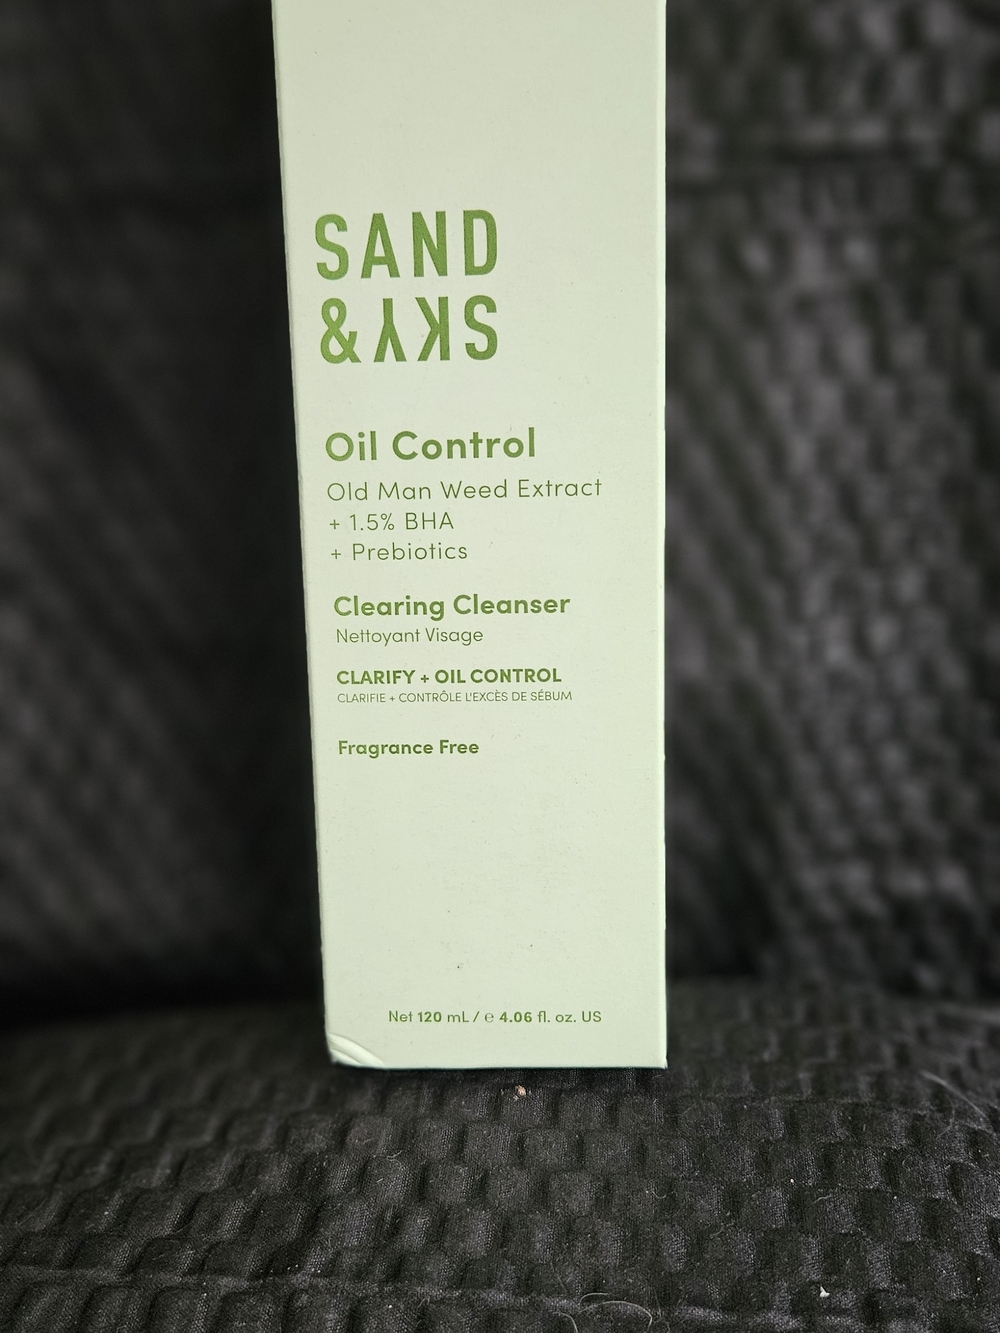 SAND
& SKY
Oil Control
Old Man Weed Extract
+ 1.5% BHA
+ Prebiotics
Clearing Cleanser
Nettoyant Visage
CLARIFY + OIL CONTROL
CLARIFIE + CONTRÔLE L'EXCÈS DE SÉBUM
Fragrance Free
Net 120 mL / ℮ 4.06 fl. oz. US